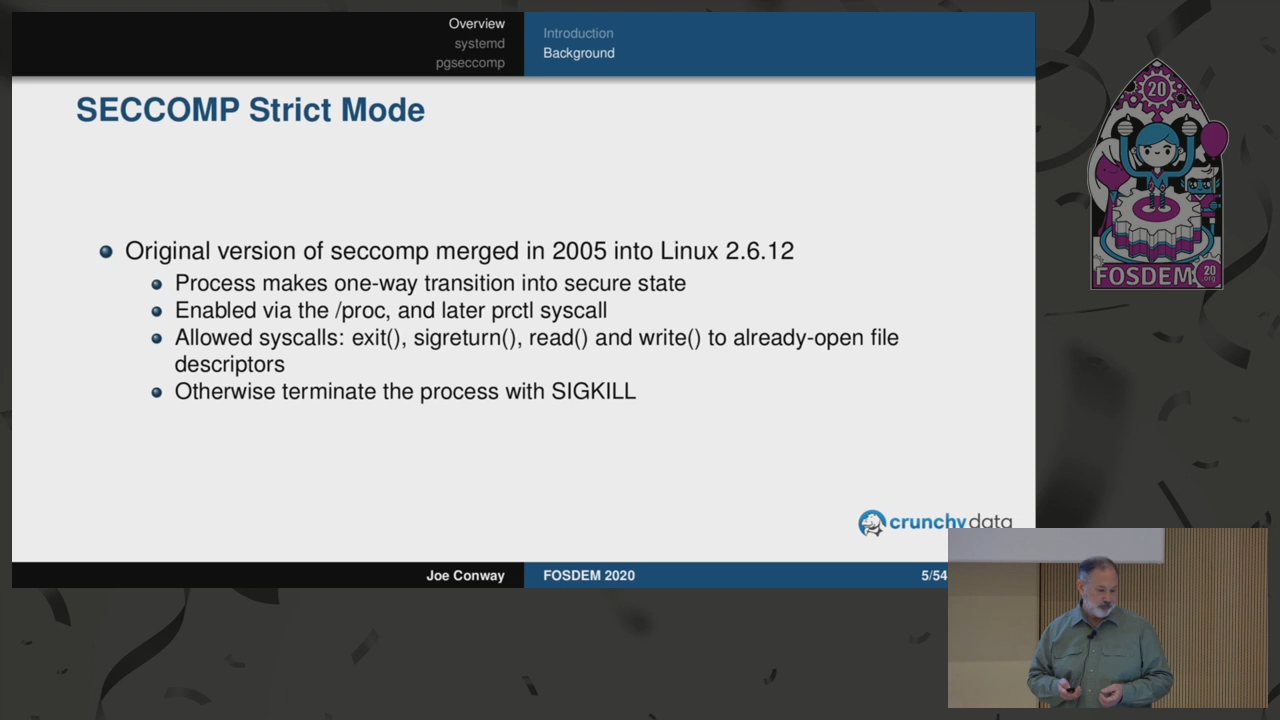 Overview
systemd
pgseccomp
Introduction
Background
SECCOMP Strict Mode
Original version of seccomp merged in 2005 into Linux 2.6.12
Process makes one-way transition into secure state
Enabled via the /proc, and later prctl syscall
Allowed syscalls: exit(), sigreturn(), read() and write() to already-open file
descriptors
Otherwise terminate the process with SIGKILL
crunchydata
Joe Conway
FOSDEM 2020
5/54
20
FOSDEM
20
org